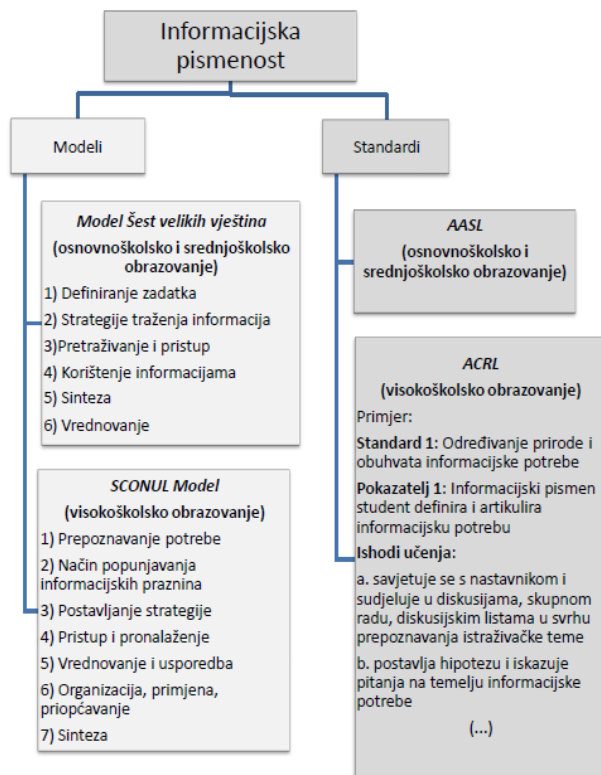 Informacijska
pismenost
Modeli
Standardi
Model Šest velikih vještina
(osnovnoškolsko i srednjoškolsko
obrazovanje)
1) Definiranje zadatka
2) Strategije traženja informacija
3)Pretraživanje i pristup
4) Korištenje informacijama
5) Sinteza
6) Vrednovanje
SCONUL Model
(visokoškolsko obrazovanje)
1) Prepoznavanje potrebe
2) Način popunjavanja
informacijskih praznina
3) Postavljanje strategije
4) Pristup i pronalaženje
5) Vrednovanje i usporedba
6) Organizacija, primjena,
priopćavanje
7) Sinteza
AASL
(osnovnoškolsko i
srednjoškolsko obrazovanje)
ACRL
(visokoškolsko obrazovanje)
Primjer:
Standard 1: Određivanje prirode i
obuhvata informacijske potrebe
Pokazatelj 1: Informacijski pismen
student definira i artikulira
informacijsku potrebu
Ishodi učenja:
a. savjetuje se s nastavnikom i
sudjeluje u diskusijama, skupnom
radu, diskusijskim listama u svrhu
prepoznavanja istraživačke teme
b. postavlja hipotezu i iskazuje
pitanja na temelju informacijske
potrebe
(...)